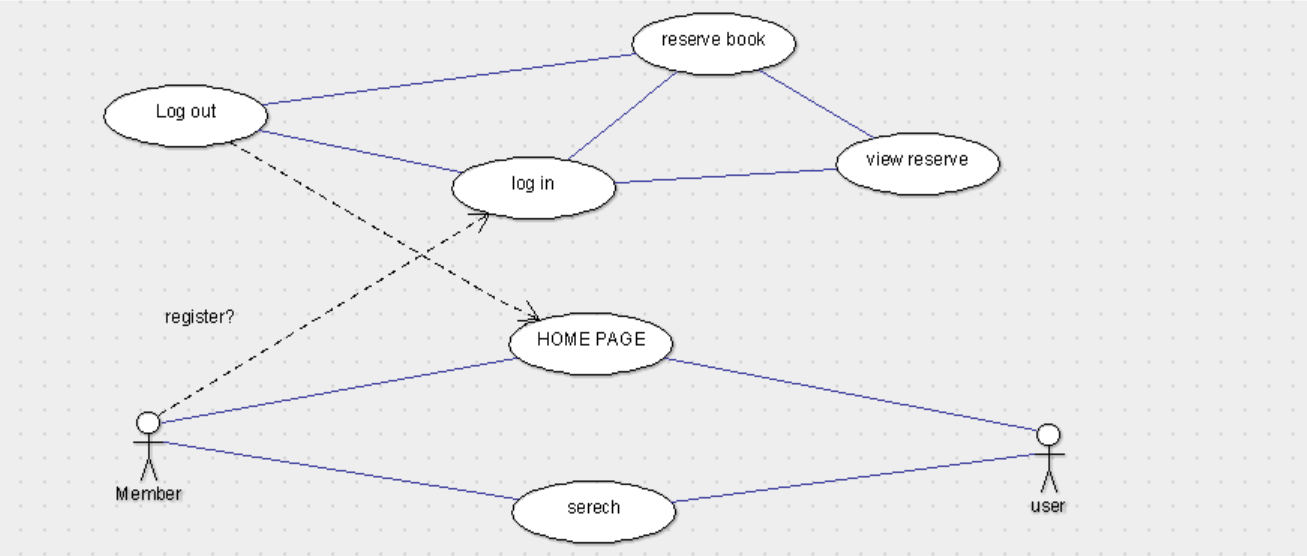 reserve book
Log out
view reserve
log in
register?
HOME PAGE
Member
serech
user